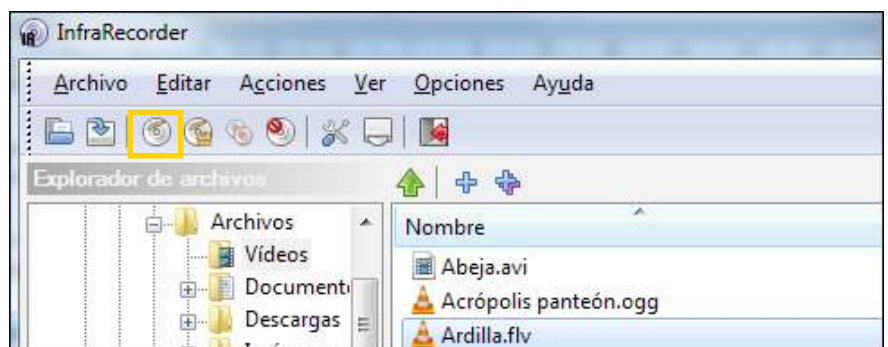 InfraRecorder
Archivo Editar Acciones Ver Opciones Ayuda
Explorador de archivos
Archivos
Vídeos
Document
Descargas
Nombre
Abeja.avi
Acrópolis panteón.ogg
Ardilla.flv